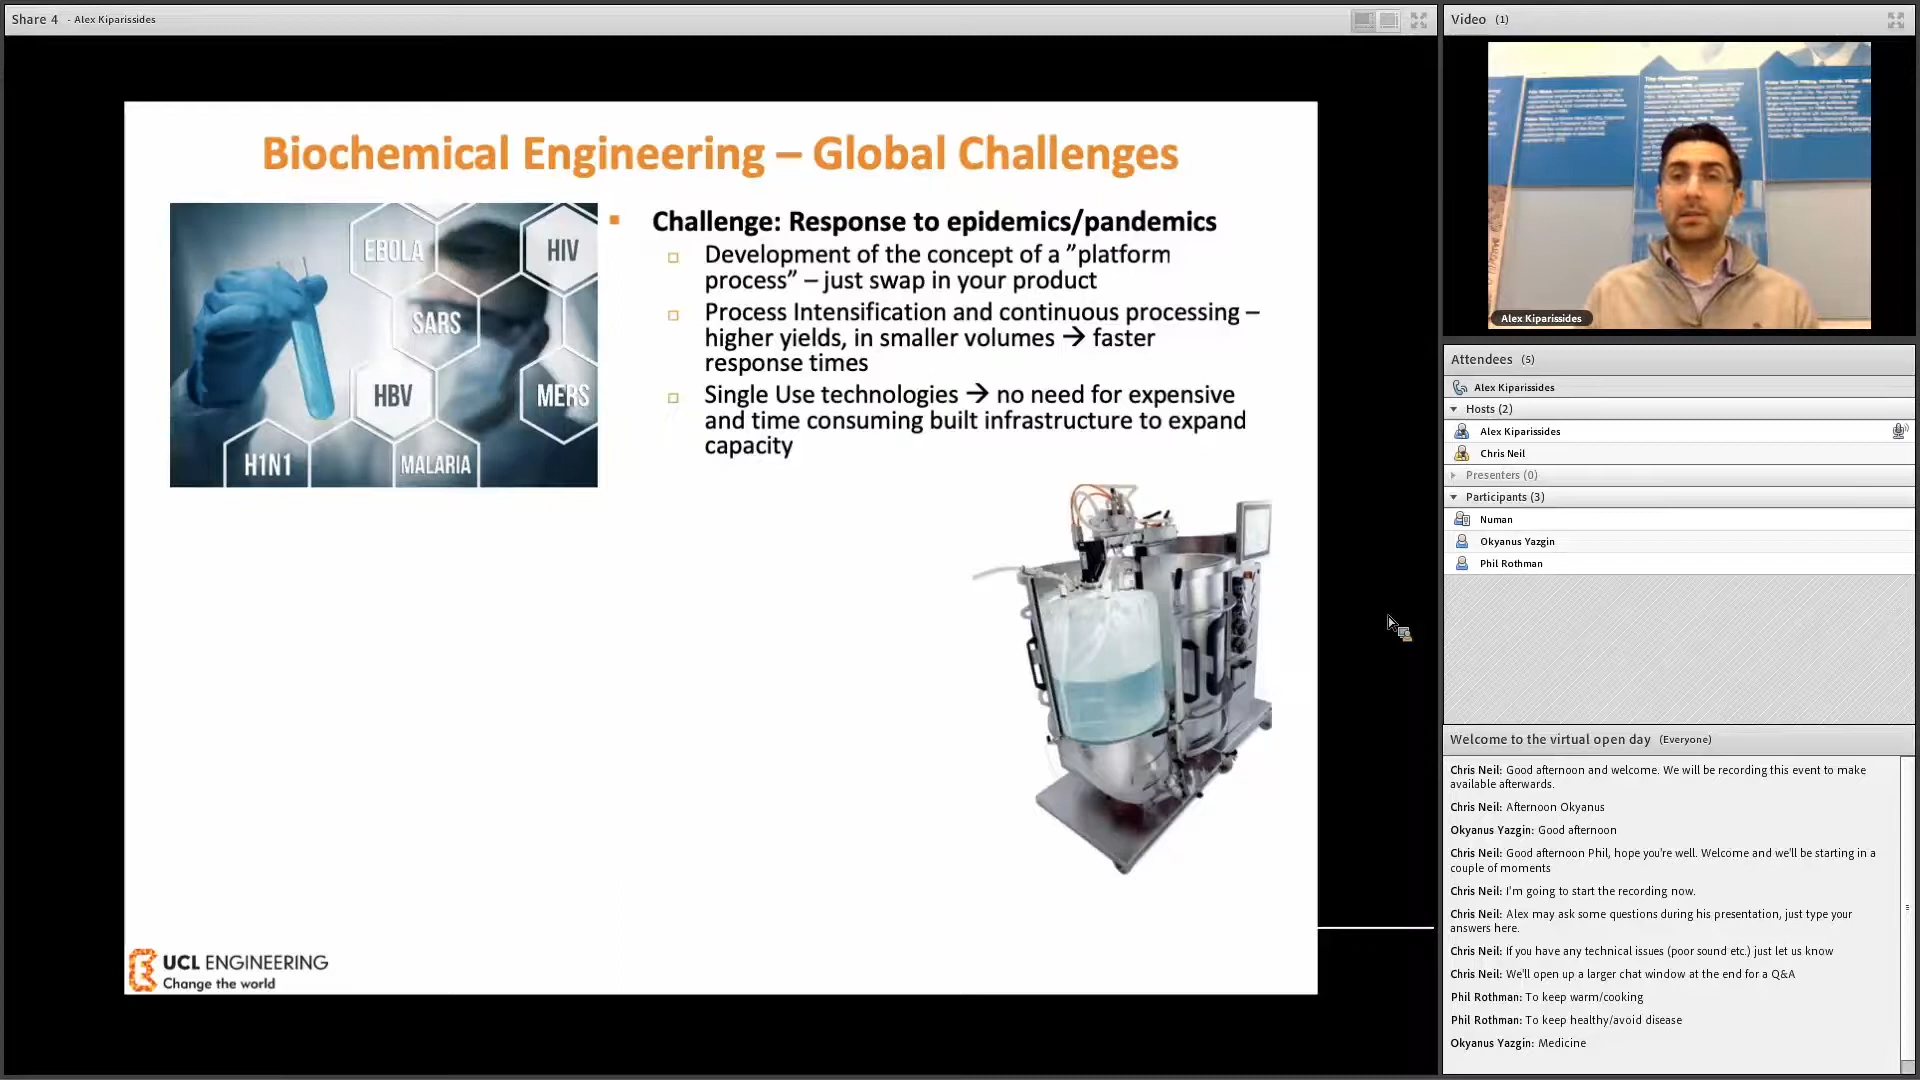 Share 4 - Alex Kiparissides
Biochemical Engineering – Global Challenges
EBOLA
HIV
SARS
HBV
MERS
H1N1
MALARIA
Challenge: Response to epidemics/pandemics
Development of the concept of a ”platform
process” – just swap in your product
Process Intensification and continuous processing –
higher yields, in smaller volumes → faster
response times
Single Use technologies → no need for expensive
and time consuming built infrastructure to expand
capacity
UCL ENGINEERING
Change the world
Video (1)
Alex Kiparissides
Attendees (5)
Alex Kiparissides
Hosts (2)
Alex Kiparissides
Chris Neil
Presenters (0)
Participants (3)
Numan
Okyanus Yazgin
Phil Rothman
Welcome to the virtual open day (Everyone)
Chris Neil: Good afternoon and welcome. We will be recording this event to make
available afterwards.
Chris Neil: Afternoon Okyanus
Okyanus Yazgin: Good afternoon
Chris Neil: Good afternoon Phil, hope you're well. Welcome and we'll be starting in a
couple of moments
Chris Neil: I'm going to start the recording now.
Chris Neil: Alex may ask some questions during his presentation, just type your
answers here.
Chris Neil: If you have any technical issues (poor sound etc.) just let us know
Chris Neil: We'll open up a larger chat window at the end for a Q&A
Phil Rothman: To keep warm/cooking
Phil Rothman: To keep healthy/avoid disease
Okyanus Yazgin: Medicine